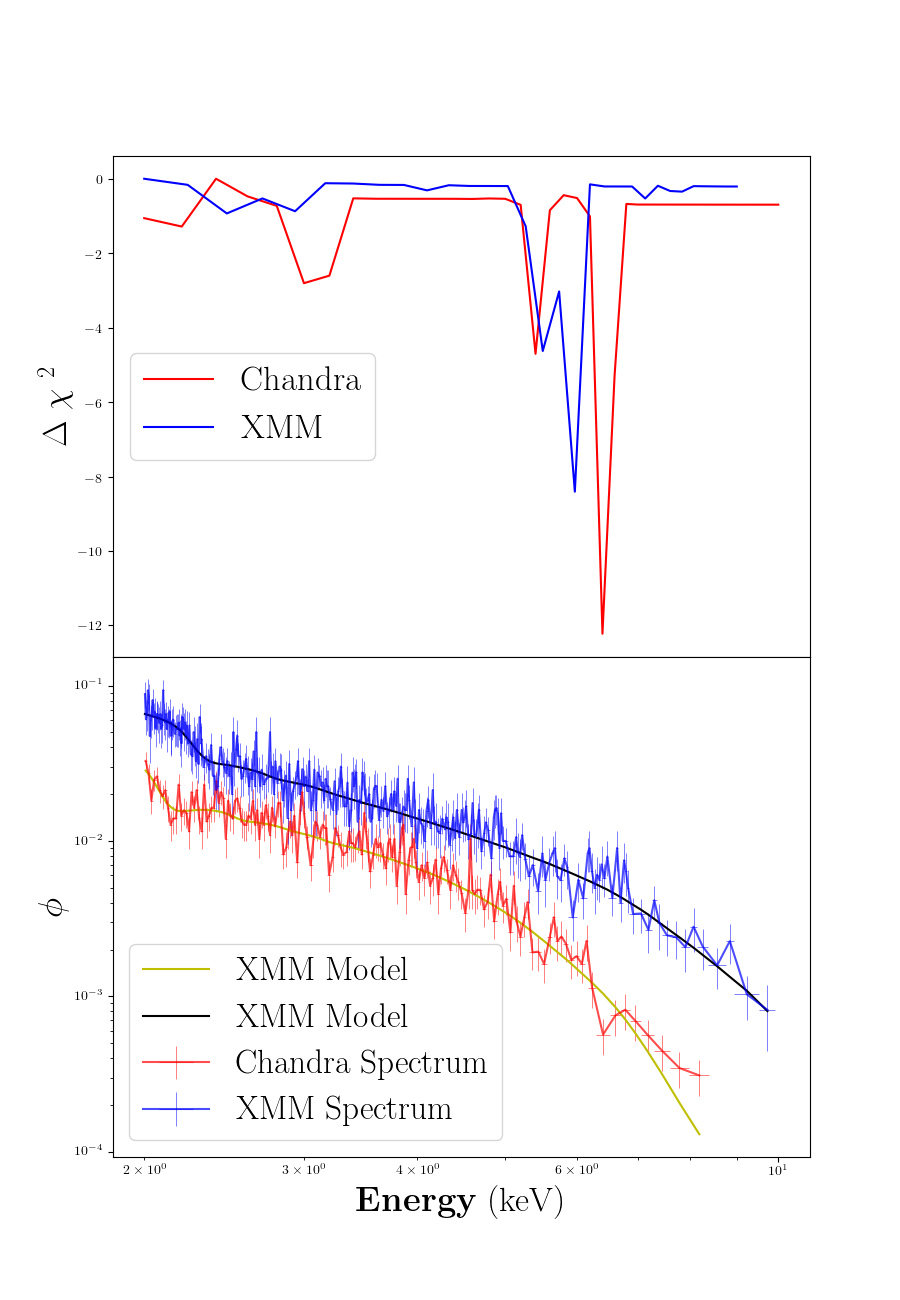 0
−2
−4
−6
−8
−10
−12
Δ χ ²
Chandra
XMM
10⁻¹
10⁻²
10⁻³
10⁻⁴
ϕ
XMM Model
XMM Model
Chandra Spectrum
XMM Spectrum
2 × 10⁰
3 × 10⁰
4 × 10⁰
6 × 10⁰
10¹
Energy (keV)